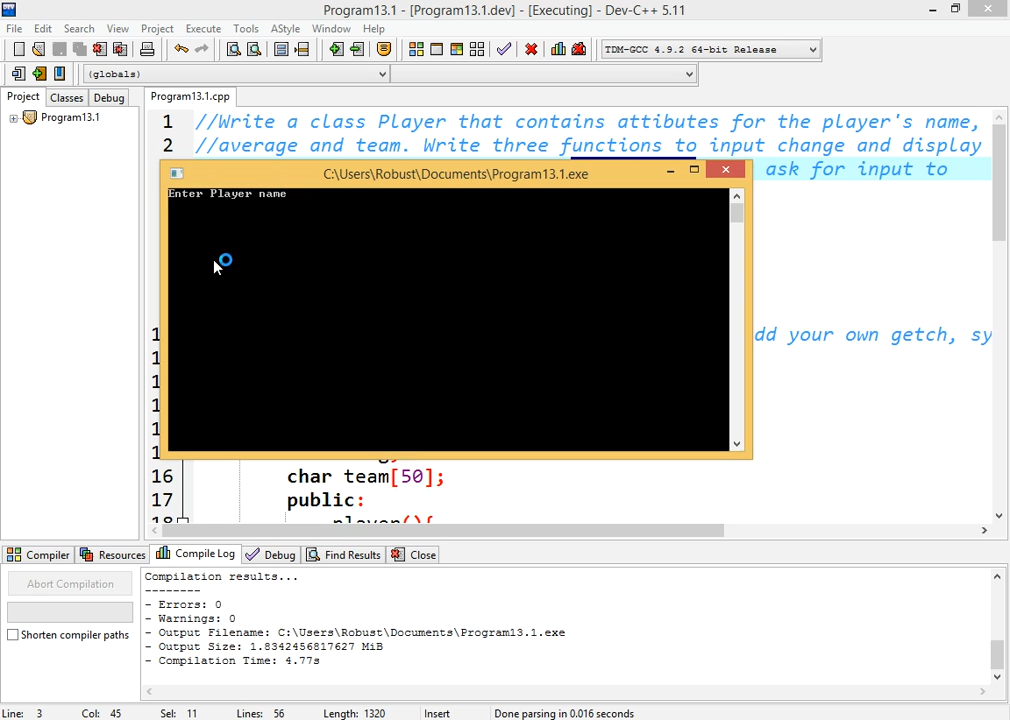 Program13.1 - [Program13.1.dev] - [Executing] - Dev-C++ 5.11
File Edit Search View Project Execute Tools AStyle Window Help
TDM-GCC 4.9.2 64-bit Release
(globals)
Project Classes Debug Program13.1.cpp
Program13.1
1 //Write a class Player that contains attibutes for the player's name,
2 //average and team. Write three functions to input change and display
ask for input to
C:\Users\Robust\Documents\Program13.1.exe
Enter Player name
dd your own getch, sy
16 char team[50];
17 public:
18 player(){
Compiler Resources Compile Log Debug Find Results Close
Abort Compilation
Shorten compiler paths
Compilation results...
--------
- Errors: 0
- Warnings: 0
- Output Filename: C:\Users\Robust\Documents\Program13.1.exe
- Output Size: 1.8342456817627 MiB
- Compilation Time: 4.77s
Line: 3 Col: 45 Sel: 11 Lines: 56 Length: 1320 Insert Done parsing in 0.016 seconds